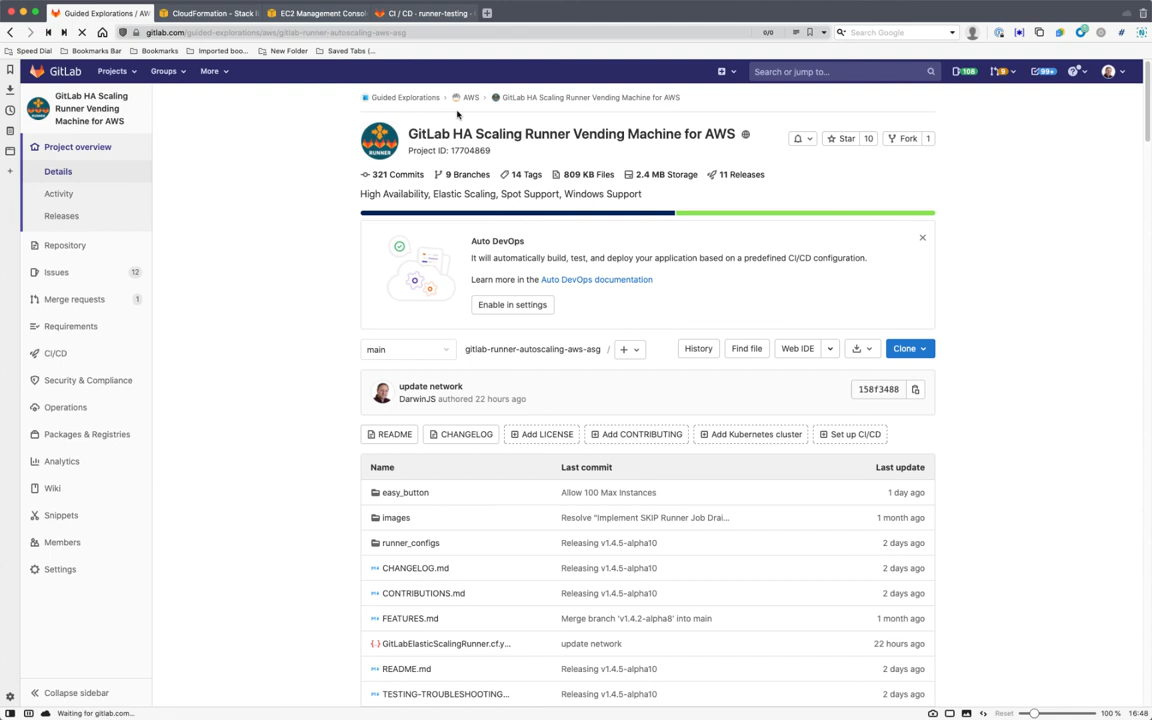 Guided Explorations / AW
CloudFormation - Stack
EC2 Management Conso
CI / CD · runner-testing ·
gitlab.com/guided-explorations/aws/gitlab-runner-autoscaling-aws-asg
0/0
Search Google
Speed Dial
Bookmarks Bar
Bookmarks
Imported boo...
New Folder
Saved Tabs (...
GitLab
Projects
Groups
More
Search or jump to...
108
9
99+
GitLab HA Scaling
Runner Vending
Machine for AWS
Project overview
Details
Activity
Releases
Repository
Issues 12
Merge requests 1
Requirements
CI/CD
Security & Compliance
Operations
Packages & Registries
Analytics
Wiki
Snippets
Members
Settings
Collapse sidebar
Guided Explorations › AWS › GitLab HA Scaling Runner Vending Machine for AWS
RUNNER
GitLab HA Scaling Runner Vending Machine for AWS
Project ID: 17704869
Star 10
Fork 1
321 Commits 9 Branches 14 Tags 809 KB Files 2.4 MB Storage 11 Releases
High Availability, Elastic Scaling, Spot Support, Windows Support
Auto DevOps
It will automatically build, test, and deploy your application based on a predefined CI/CD configuration.
Learn more in the Auto DevOps documentation
Enable in settings
main
gitlab-runner-autoscaling-aws-asg /
+
History
Find file
Web IDE
Clone
update network
DarwinJS authored 22 hours ago
158f3488
README
CHANGELOG
Add LICENSE
Add CONTRIBUTING
Add Kubernetes cluster
Set up CI/CD
Name Last commit Last update
easy_button Allow 100 Max Instances 1 day ago
images Resolve "Implement SKIP Runner Job Drai... 1 month ago
runner_configs Releasing v1.4.5-alpha10 2 days ago
CHANGELOG.md Releasing v1.4.5-alpha10 2 days ago
CONTRIBUTIONS.md Releasing v1.4.5-alpha10 2 days ago
FEATURES.md Merge branch 'v1.4.2-alpha8' into main 1 month ago
GitLabElasticScalingRunner.cf.y... update network 22 hours ago
README.md Releasing v1.4.5-alpha10 2 days ago
TESTING-TROUBLESHOOTING... Releasing v1.4.5-alpha10 2 days ago
Waiting for gitlab.com...
Reset
100 %
16:48